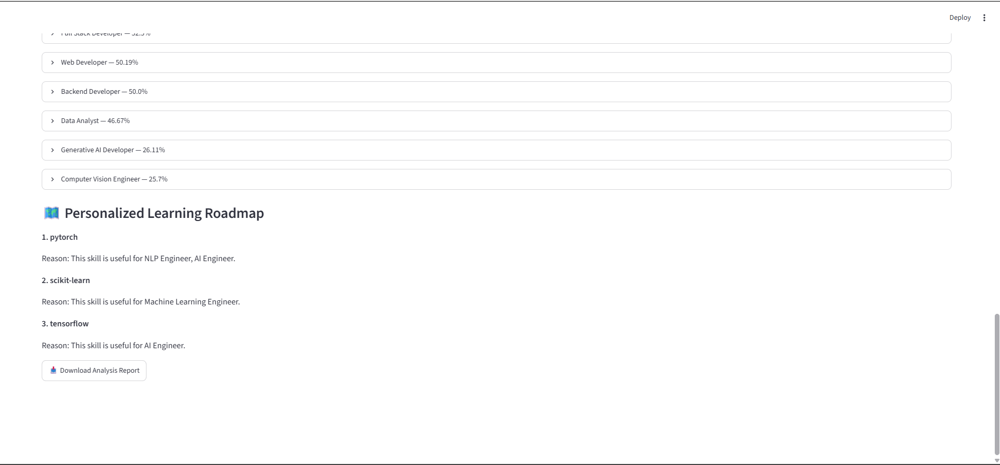 Deploy
Full Stack Developer — 52.5%
Web Developer — 50.19%
Backend Developer — 50.0%
Data Analyst — 46.67%
Generative AI Developer — 26.11%
Computer Vision Engineer — 25.7%
Personalized Learning Roadmap
1. pytorch
Reason: This skill is useful for NLP Engineer, AI Engineer.
2. scikit-learn
Reason: This skill is useful for Machine Learning Engineer.
3. tensorflow
Reason: This skill is useful for AI Engineer.
Download Analysis Report